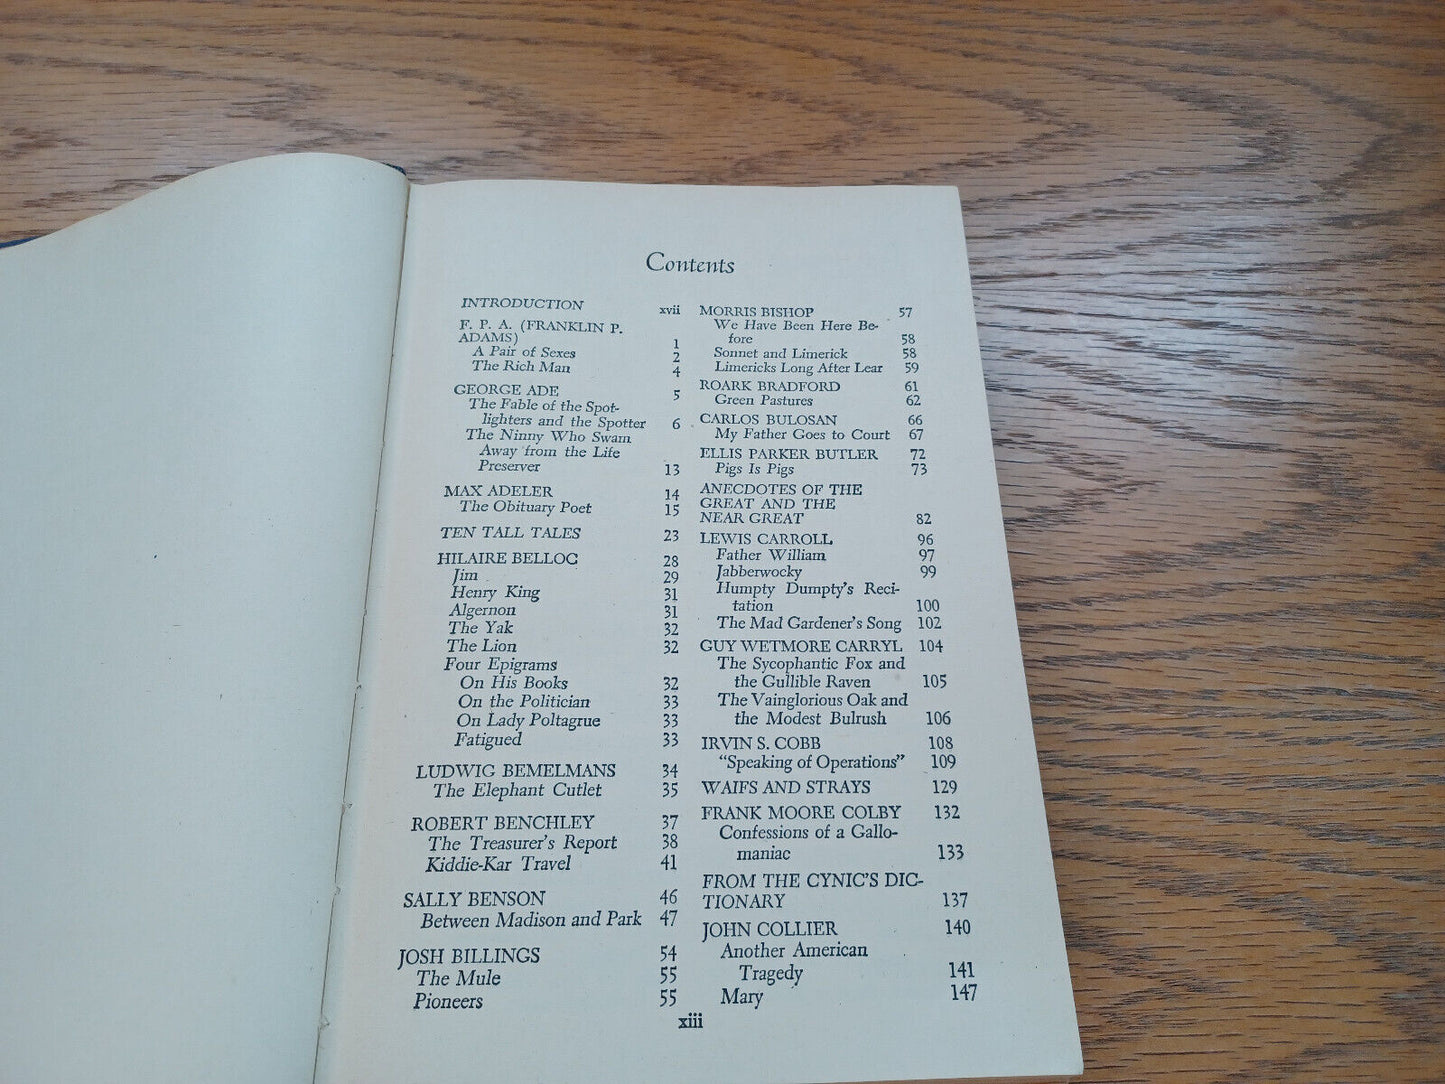 Contents
INTRODUCTION xvii
F. P. A. (FRANKLIN P.
ADAMS) 1
A Pair of Sexes 2
The Rich Man 4
GEORGE ADE 5
The Fable of the Spot-
lighters and the Spotter 6
The Ninny Who Swam
Away from the Life
Preserver 13
MAX ADELER 14
The Obituary Poet 15
TEN TALL TALES 23
HILAIRE BELLOC 28
Jim 29
Henry King 31
Algernon 31
The Yak 32
The Lion 32
Four Epigrams
On His Books 32
On the Politician 33
On Lady Poltagrue 33
Fatigued 33
LUDWIG BEMELMANS 34
The Elephant Cutlet 35
ROBERT BENCHLEY 37
The Treasurer's Report 38
Kiddie-Kar Travel 41
SALLY BENSON 46
Between Madison and Park 47
JOSH BILLINGS 54
The Mule 55
Pioneers 55
MORRIS BISHOP 57
We Have Been Here Be-
fore 58
Sonnet and Limerick 58
Limericks Long After Lear 59
ROARK BRADFORD 61
Green Pastures 62
CARLOS BULOSAN 66
My Father Goes to Court 67
ELLIS PARKER BUTLER 72
Pigs Is Pigs 73
ANECDOTES OF THE
GREAT AND THE
NEAR GREAT 82
LEWIS CARROLL 96
Father William 97
Jabberwocky 99
Humpty Dumpty's Reci-
tation 100
The Mad Gardener's Song 102
GUY WETMORE CARRYL 104
The Sycophantic Fox and
the Gullible Raven 105
The Vainglorious Oak and
the Modest Bulrush 106
IRVIN S. COBB 108
"Speaking of Operations" 109
WAIFS AND STRAYS 129
FRANK MOORE COLBY 132
Confessions of a Gallo-
maniac 133
FROM THE CYNIC'S DIC-
TIONARY 137
JOHN COLLIER 140
Another American
Tragedy 141
Mary 147
xiii